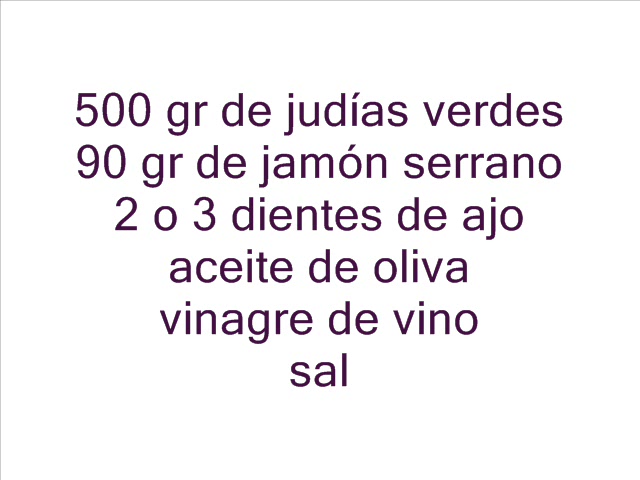 500 gr de judías verdes
90 gr de jamón serrano
2 o 3 dientes de ajo
aceite de oliva
vinagre de vino
sal